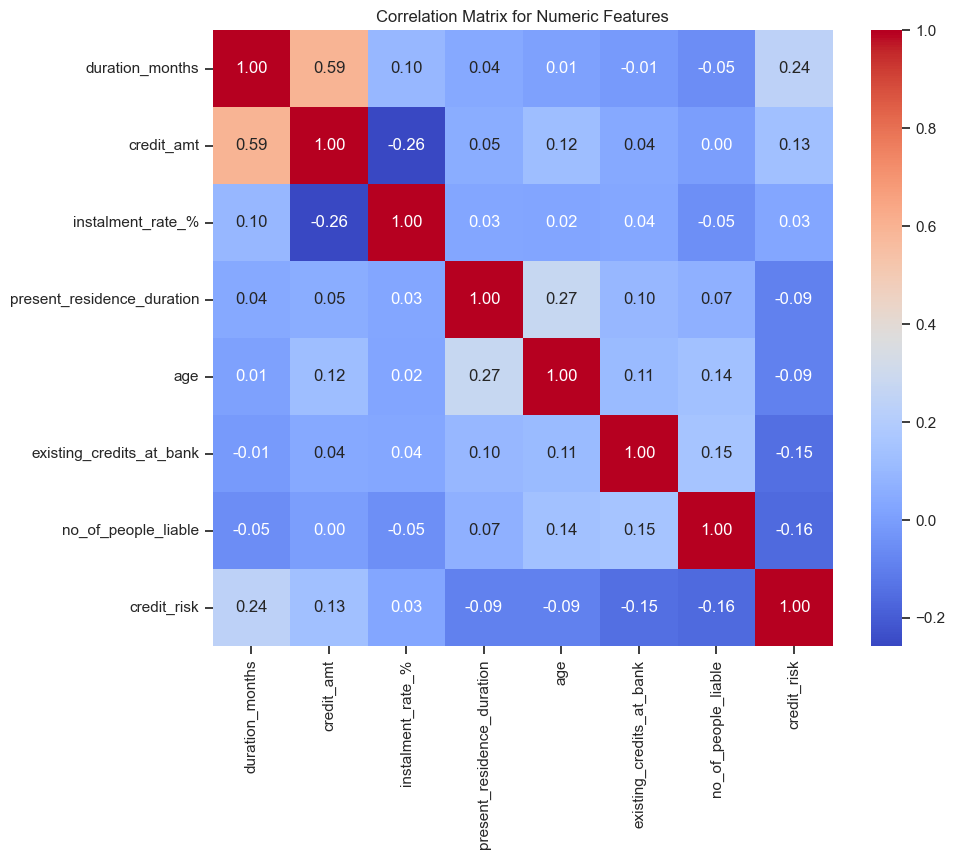 Correlation Matrix for Numeric Features
duration_months 1.00 0.59 0.10 0.04 0.01 -0.01 -0.05 0.24
credit_amt 0.59 1.00 -0.26 0.05 0.12 0.04 0.00 0.13
instalment_rate_% 0.10 -0.26 1.00 0.03 0.02 0.04 -0.05 0.03
present_residence_duration 0.04 0.05 0.03 1.00 0.27 0.10 0.07 -0.09
age 0.01 0.12 0.02 0.27 1.00 0.11 0.14 -0.09
existing_credits_at_bank -0.01 0.04 0.04 0.10 0.11 1.00 0.15 -0.15
no_of_people_liable -0.05 0.00 -0.05 0.07 0.14 0.15 1.00 -0.16
credit_risk 0.24 0.13 0.03 -0.09 -0.09 -0.15 -0.16 1.00
duration_months
credit_amt
instalment_rate_%
present_residence_duration
age
existing_credits_at_bank
no_of_people_liable
credit_risk
1.0
0.8
0.6
0.4
0.2
0.0
−0.2